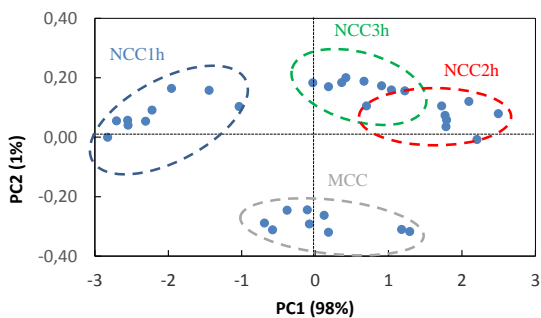 0,40
NCC3h
NCC1h
NCC2h
0,20
0,00
PC2 (1%)
MCC
-0,20
-0,40
-3 -2 -1 0 1 2 3
PC1 (98%)